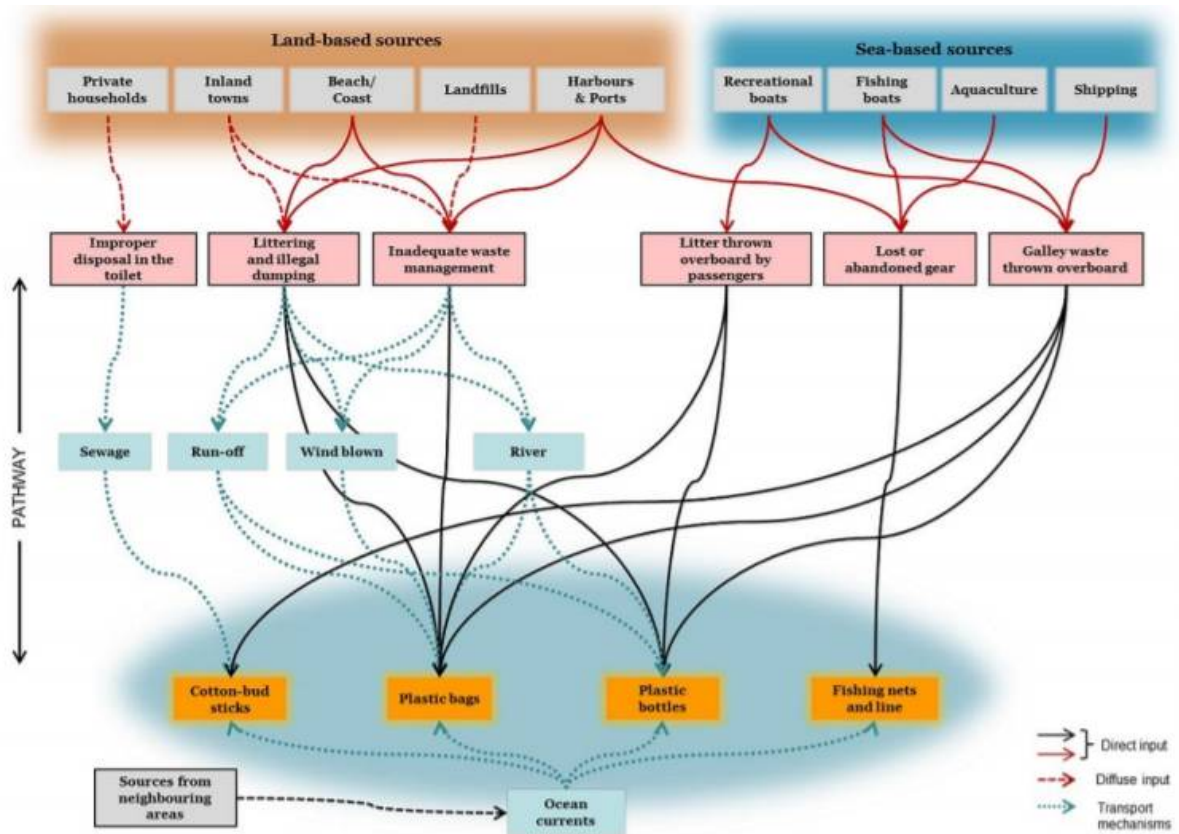 Land-based sources
Sea-based sources
Private
households
Inland
towns
Beach/
Coast
Landfills
Harbours
& Ports
Recreational
boats
Fishing
boats
Aquaculture
Shipping
Improper
disposal in the
toilet
Littering
and illegal
dumping
Inadequate waste
management
Litter thrown
overboard by
passengers
Lost or
abandoned gear
Galley waste
thrown overboard
PATHWAY
Sewage
Run-off
Wind blown
River
Cotton-bud
sticks
Plastic bags
Plastic
bottles
Fishing nets
and line
Sources from
neighbouring
areas
Ocean
currents
Direct input
Diffuse input
Transport
mechanisms